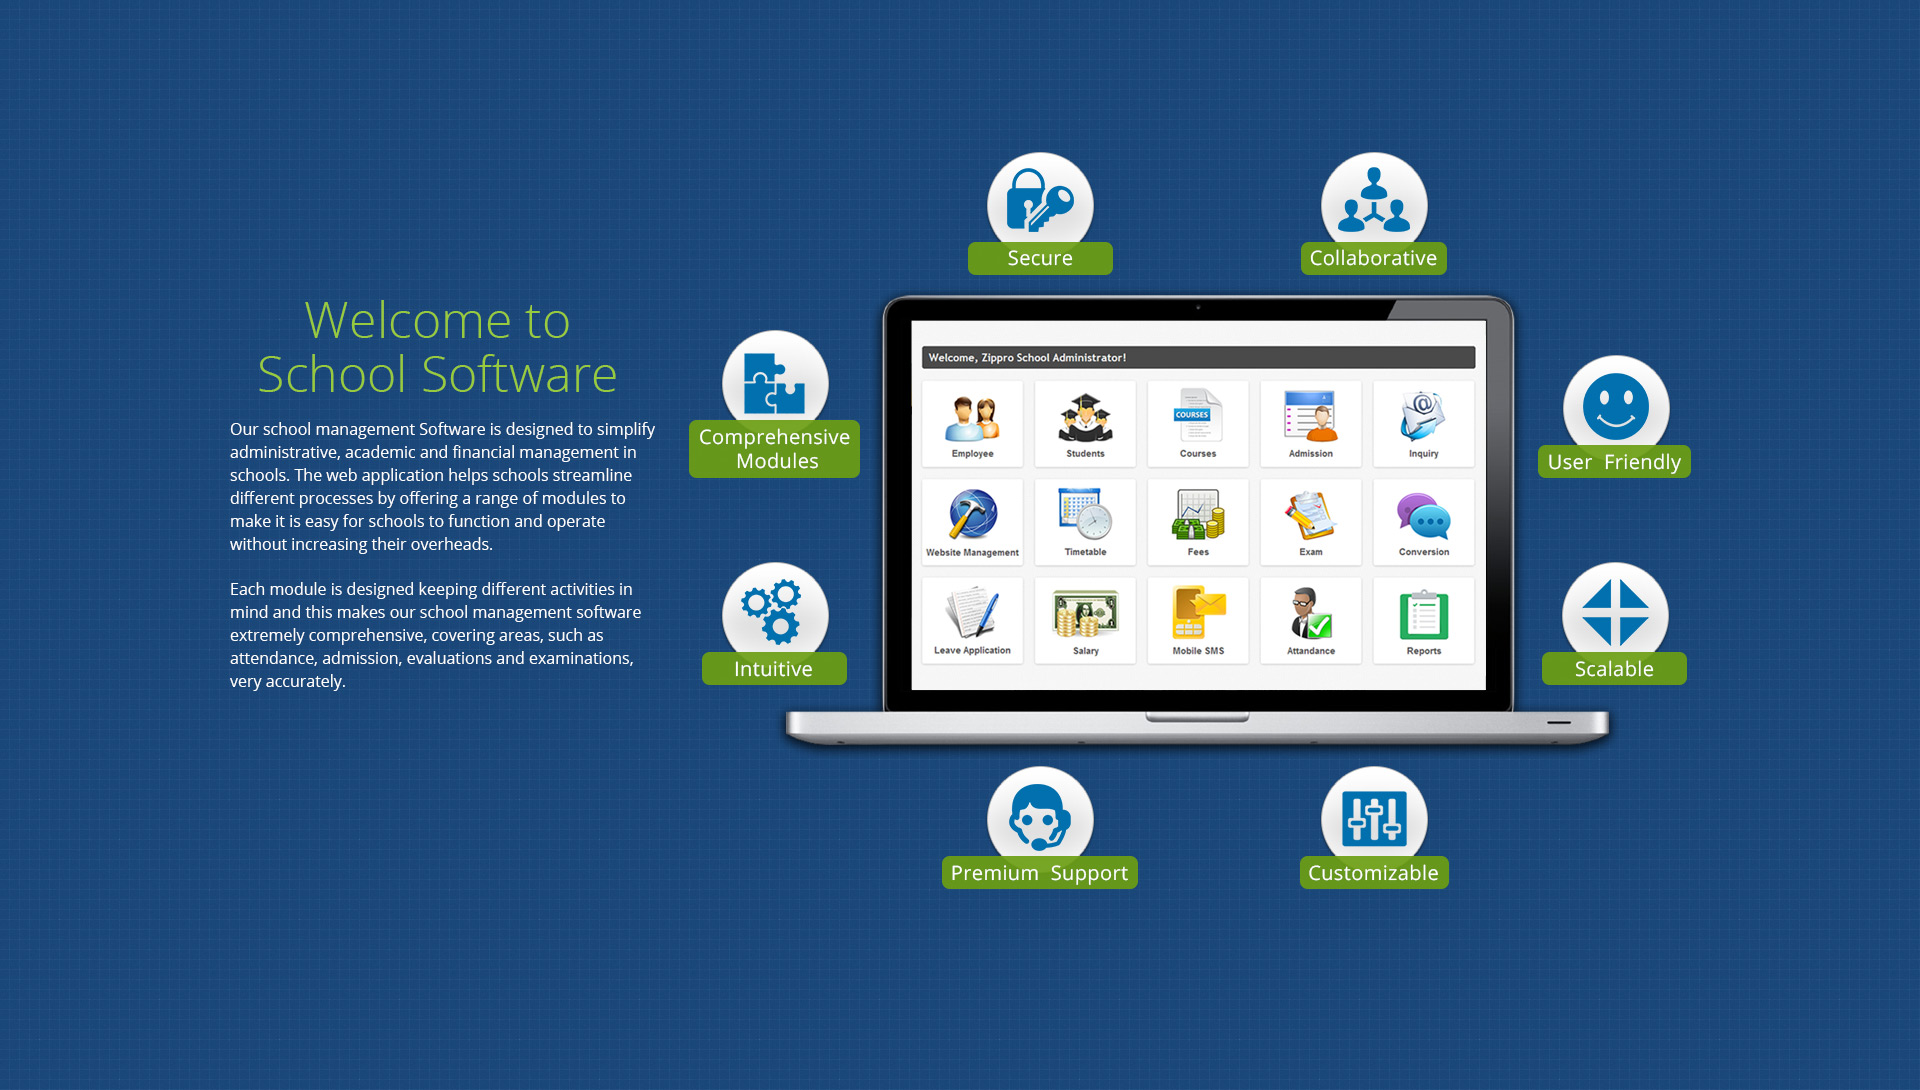 Welcome to
School Software
Our school management Software is designed to simplify
administrative, academic and financial management in
schools. The web application helps schools streamline
different processes by offering a range of modules to
make it is easy for schools to function and operate
without increasing their overheads.
Each module is designed keeping different activities in
mind and this makes our school management software
extremely comprehensive, covering areas, such as
attendance, admission, evaluations and examinations,
very accurately.
Secure
Collaborative
Comprehensive
Modules
User Friendly
Intuitive
Scalable
Premium Support
Customizable
Welcome, Zippro School Administrator!
Employee
Students
COURSES
Courses
A
Admission
@
Inquiry
Website Management
Timetable
Fees
Exam
Conversion
Leave Application
Salary
Mobile SMS
Attandance
Reports